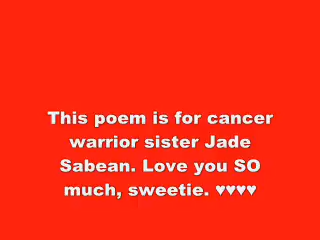 This poem is for cancer
warrior sister Jade
Sabean. Love you SO
much, sweetie. ♥♥♥♥